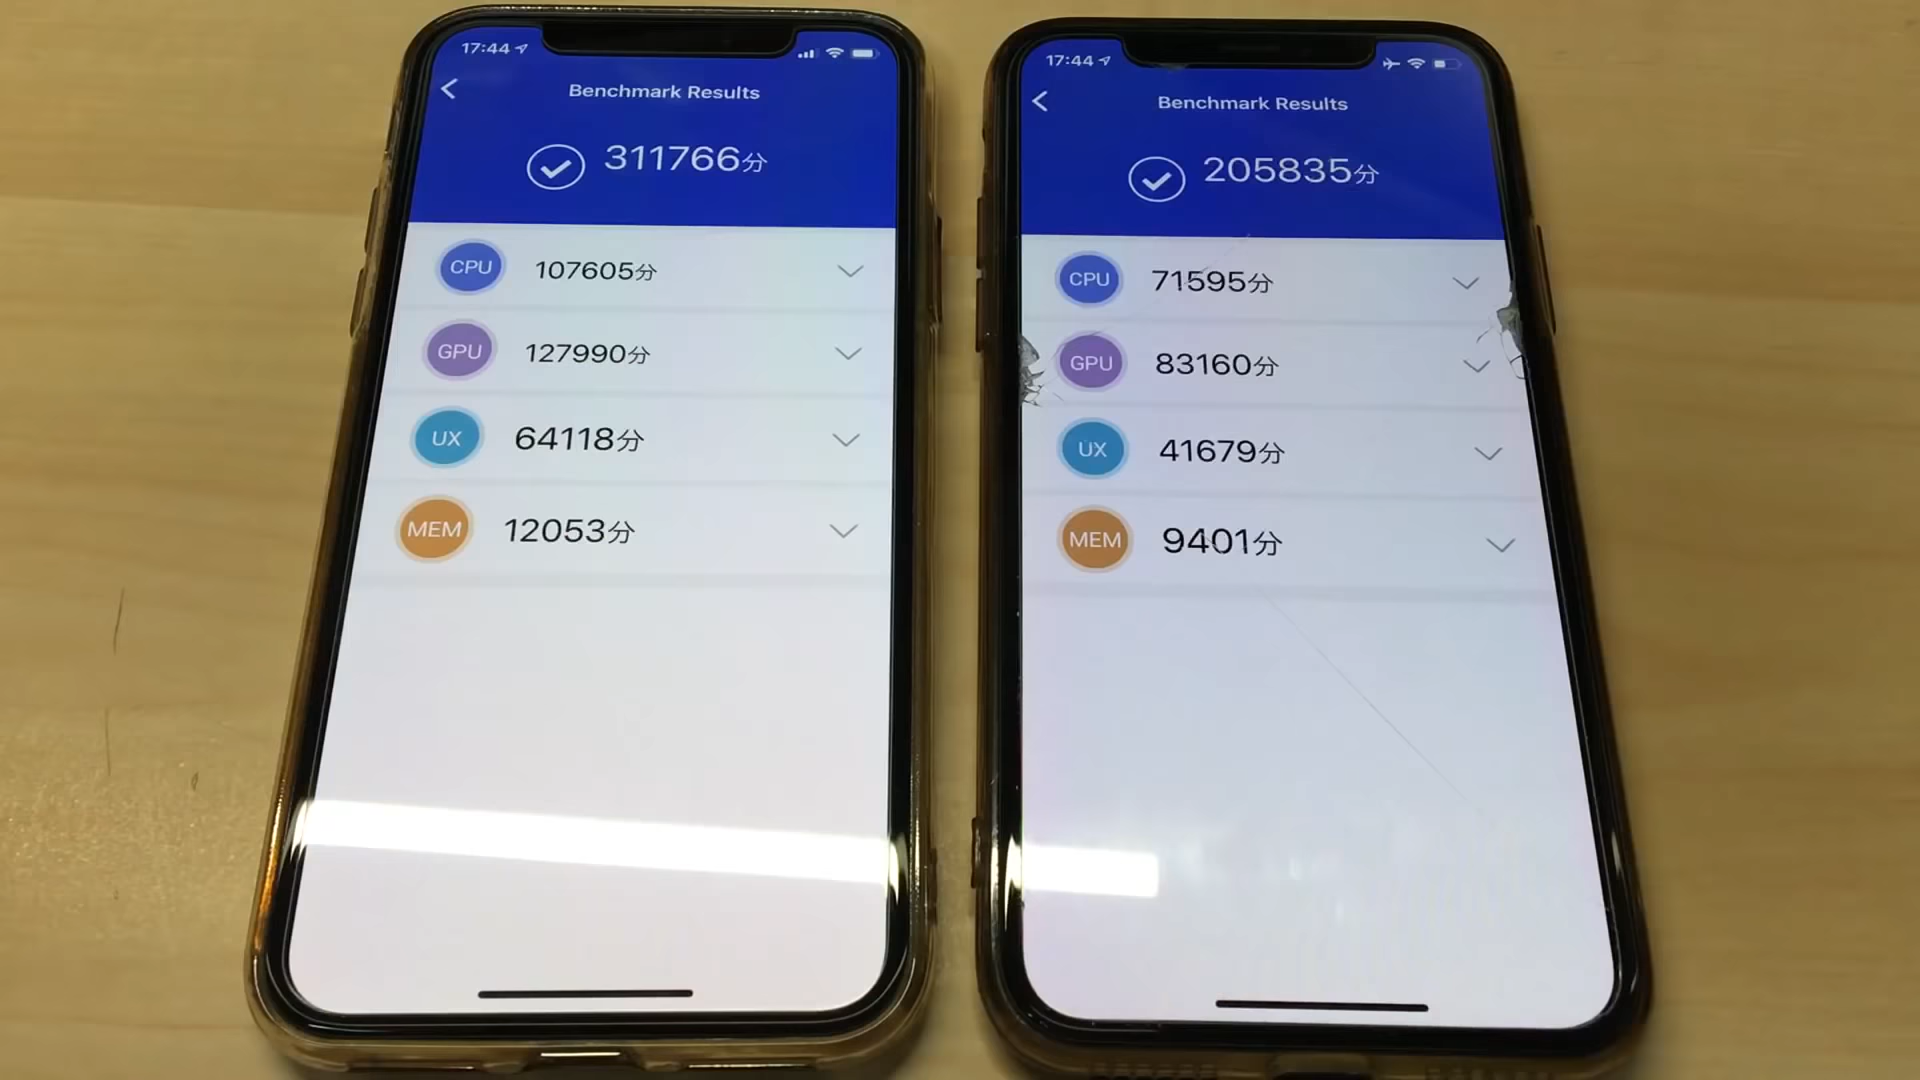 17:44
Benchmark Results
311766分
CPU 107605分
GPU 127990分
UX 64118分
MEM 12053分
17:44
Benchmark Results
205835分
CPU 71595分
GPU 83160分
UX 41679分
MEM 9401分